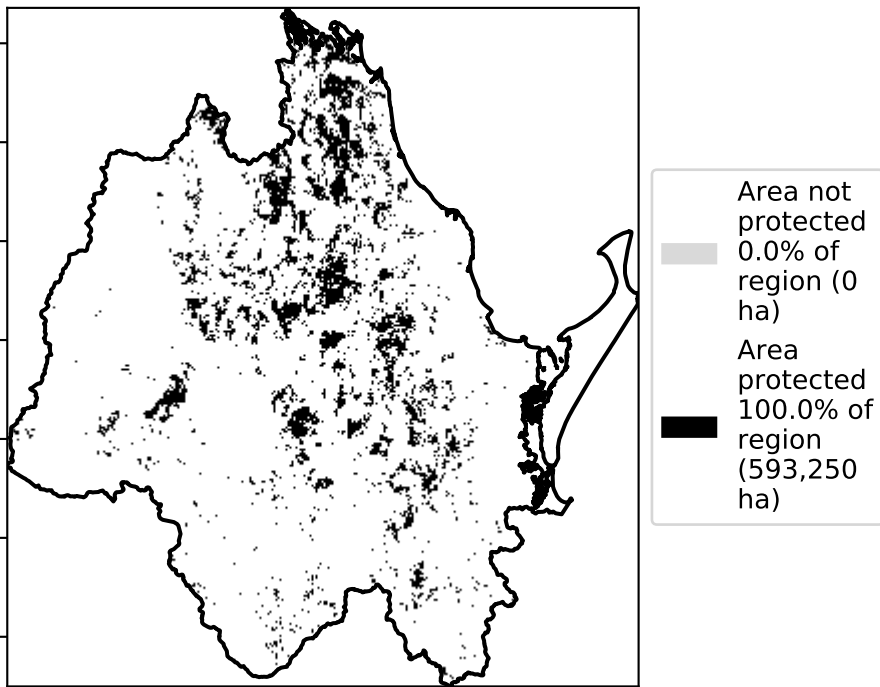 Area not
protected
0.0% of
region (0
ha)
Area
protected
100.0% of
region
(593,250
ha)